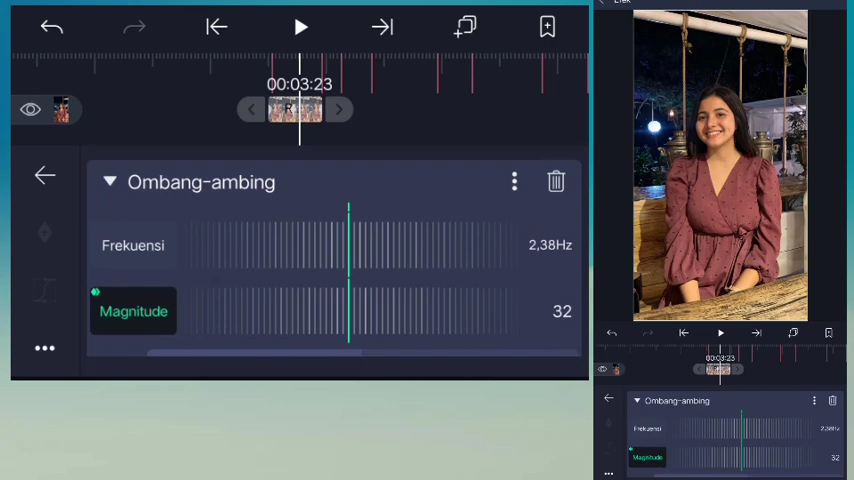 00:03:23
R
Ombang-ambing
Frekuensi
2,38Hz
Magnitude
32
Efek
00:03:23
Ombang-ambing
Frekuensi
2,38Hz
Magnitude
32